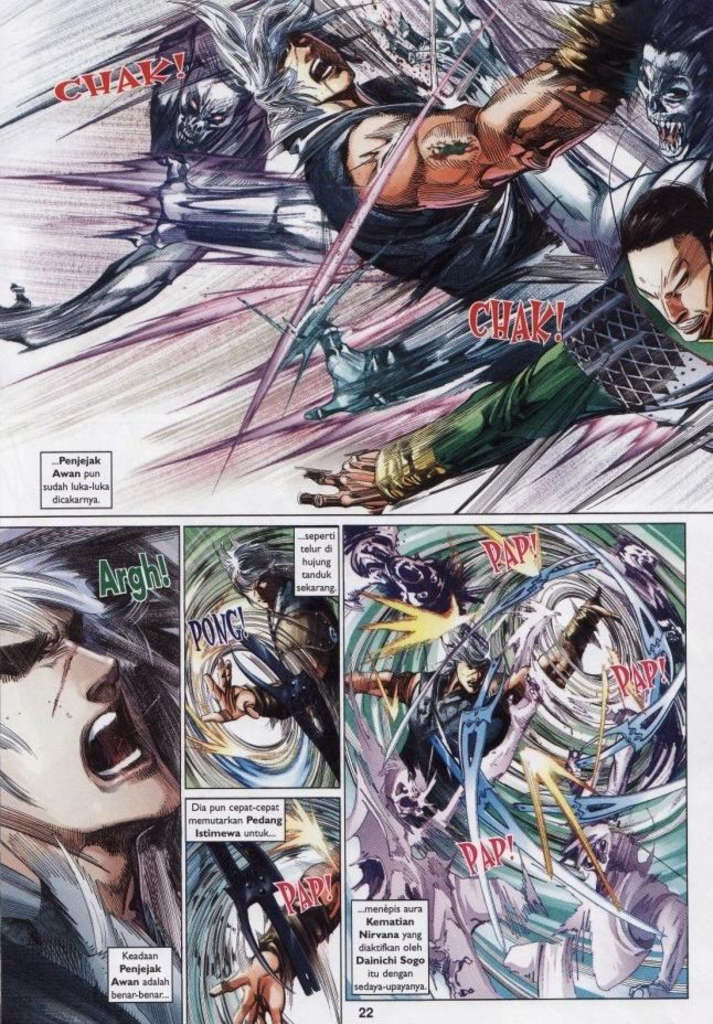 CHAK!
CHAK!
...Penjejak
Awan pun
sudah luka-luka
dicakarnya.
Argh!
Keadaan
Penjejak
Awan adalah
benar-benar...
...seperti
telur di
hujung
tanduk
sekarang.
PONG!
Dia pun cepat-cepat
memutarkan Pedang
Istimewa untuk...
PAP!
PAP!
PAP!
PAP!
...menèpis aura
Kematian
Nirvana yang
diaktifkan oleh
Dainichi Sogo
itu dengan
sedaya-upayanya.
22